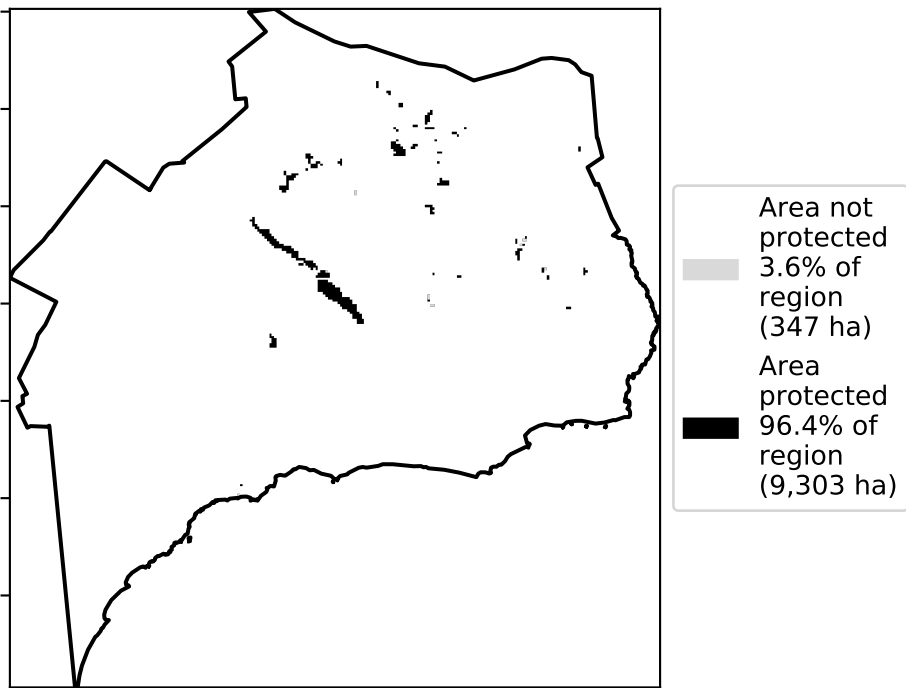 Area not
protected
3.6% of
region
(347 ha)
Area
protected
96.4% of
region
(9,303 ha)